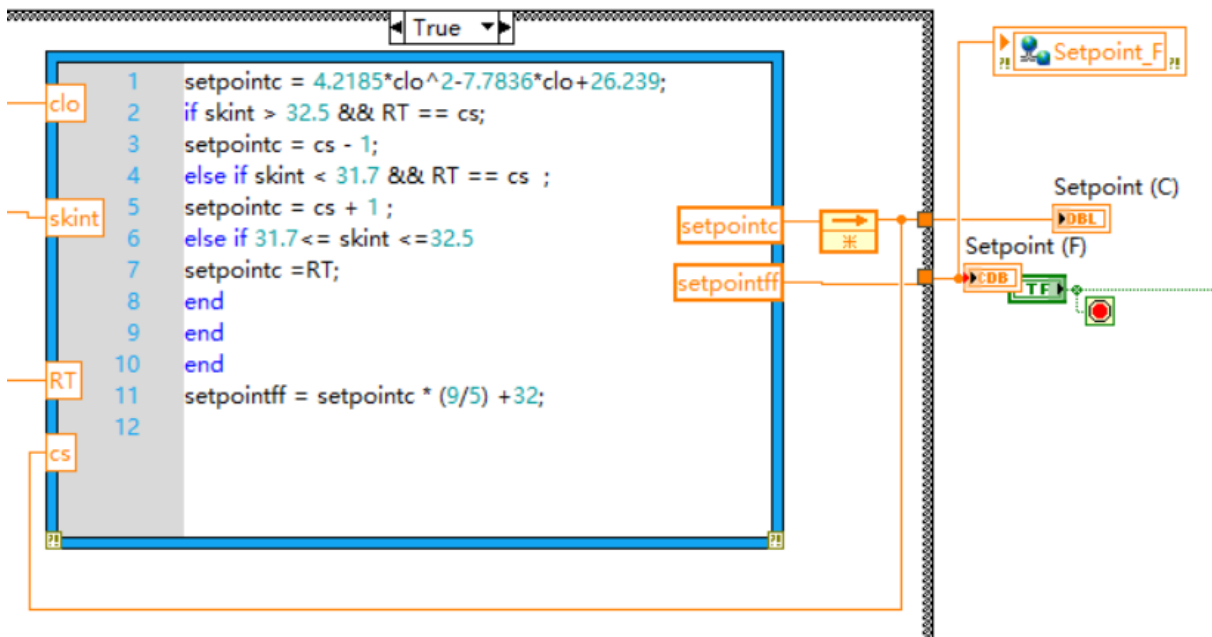 True
Setpoint_F
clo
1 setpointc = 4.2185*clo^2-7.7836*clo+26.239;
2 if skint > 32.5 && RT == cs;
3 setpointc = cs - 1;
4 else if skint < 31.7 && RT == cs ;
5 setpointc = cs + 1 ;
6 else if 31.7<= skint <=32.5
7 setpointc =RT;
8 end
9 end
10 end
11 setpointff = setpointc * (9/5) +32;
12
skint
RT
cs
setpointc
setpointff
Setpoint (C)
DBL
Setpoint (F)
CDB
TF
?!
?!
?!
?!